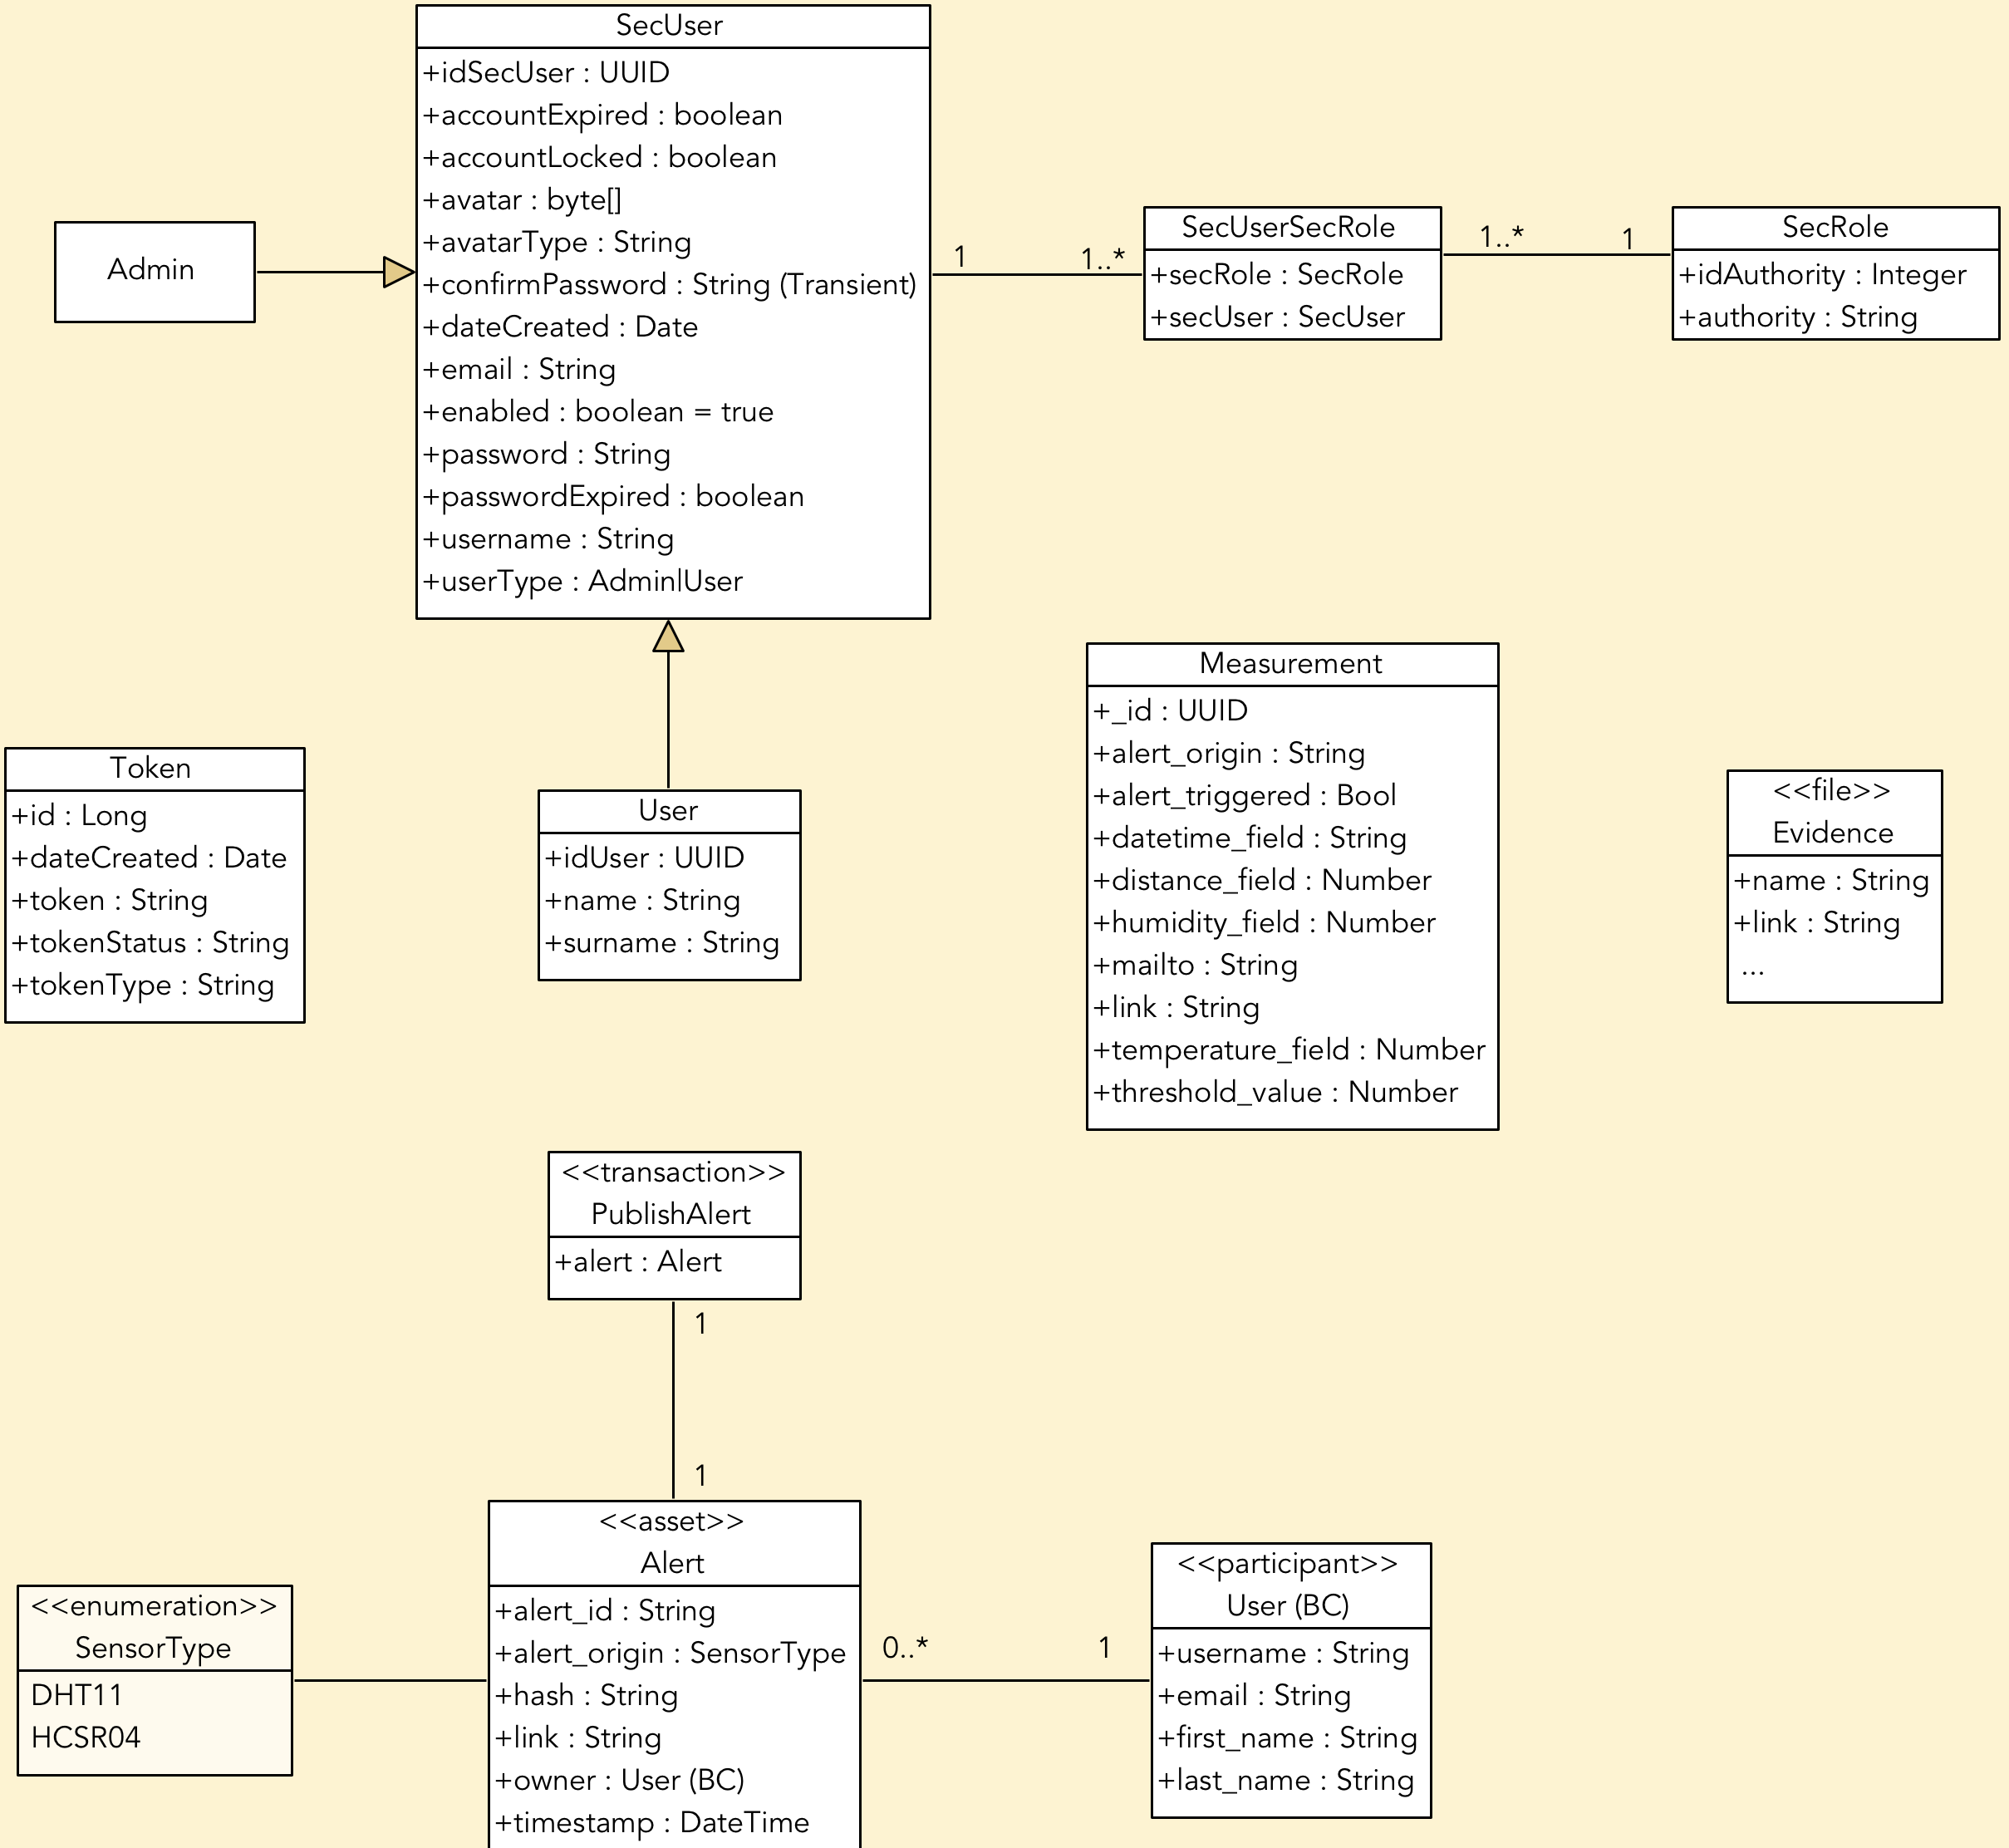 SecUser
+idSecUser : UUID
+accountExpired : boolean
+accountLocked : boolean
+avatar : byte[]
+avatarType : String
+confirmPassword : String (Transient)
+dateCreated : Date
+email : String
+enabled : boolean = true
+password : String
+passwordExpired : boolean
+username : String
+userType : Admin|User
Admin
1
1..*
SecUserSecRole
+secRole : SecRole
+secUser : SecUser
1..*
1
SecRole
+idAuthority : Integer
+authority : String
Token
+id : Long
+dateCreated : Date
+token : String
+tokenStatus : String
+tokenType : String
User
+idUser : UUID
+name : String
+surname : String
Measurement
+_id : UUID
+alert_origin : String
+alert_triggered : Bool
+datetime_field : String
+distance_field : Number
+humidity_field : Number
+mailto : String
+link : String
+temperature_field : Number
+threshold_value : Number
<<file>>
Evidence
+name : String
+link : String
...
<<transaction>>
PublishAlert
+alert : Alert
1
1
<<enumeration>>
SensorType
DHT11
HCSR04
<<asset>>
Alert
+alert_id : String
+alert_origin : SensorType
+hash : String
+link : String
+owner : User (BC)
+timestamp : DateTime
0..*
1
<<participant>>
User (BC)
+username : String
+email : String
+first_name : String
+last_name : String